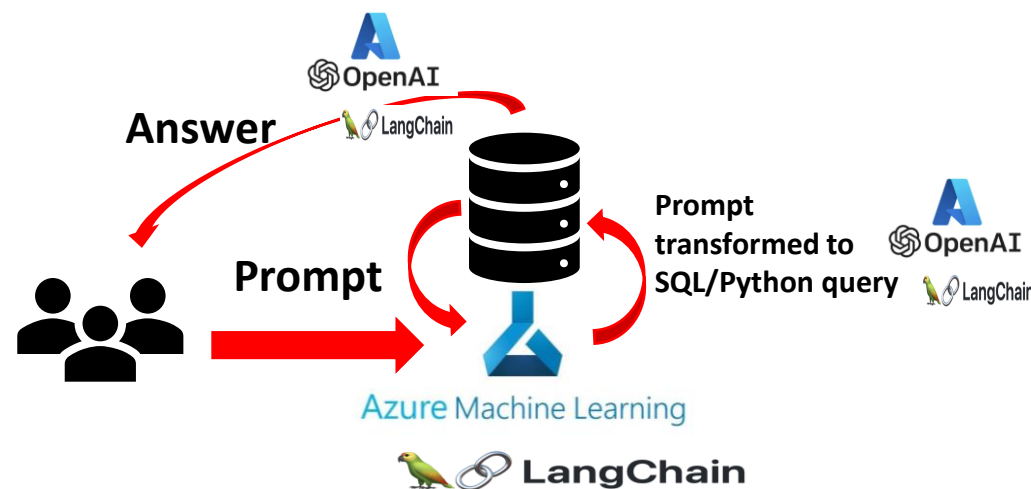 OpenAI
LangChain
Answer
Prompt
transformed to
SQL/Python query
OpenAI
LangChain
Prompt
Azure Machine Learning
LangChain